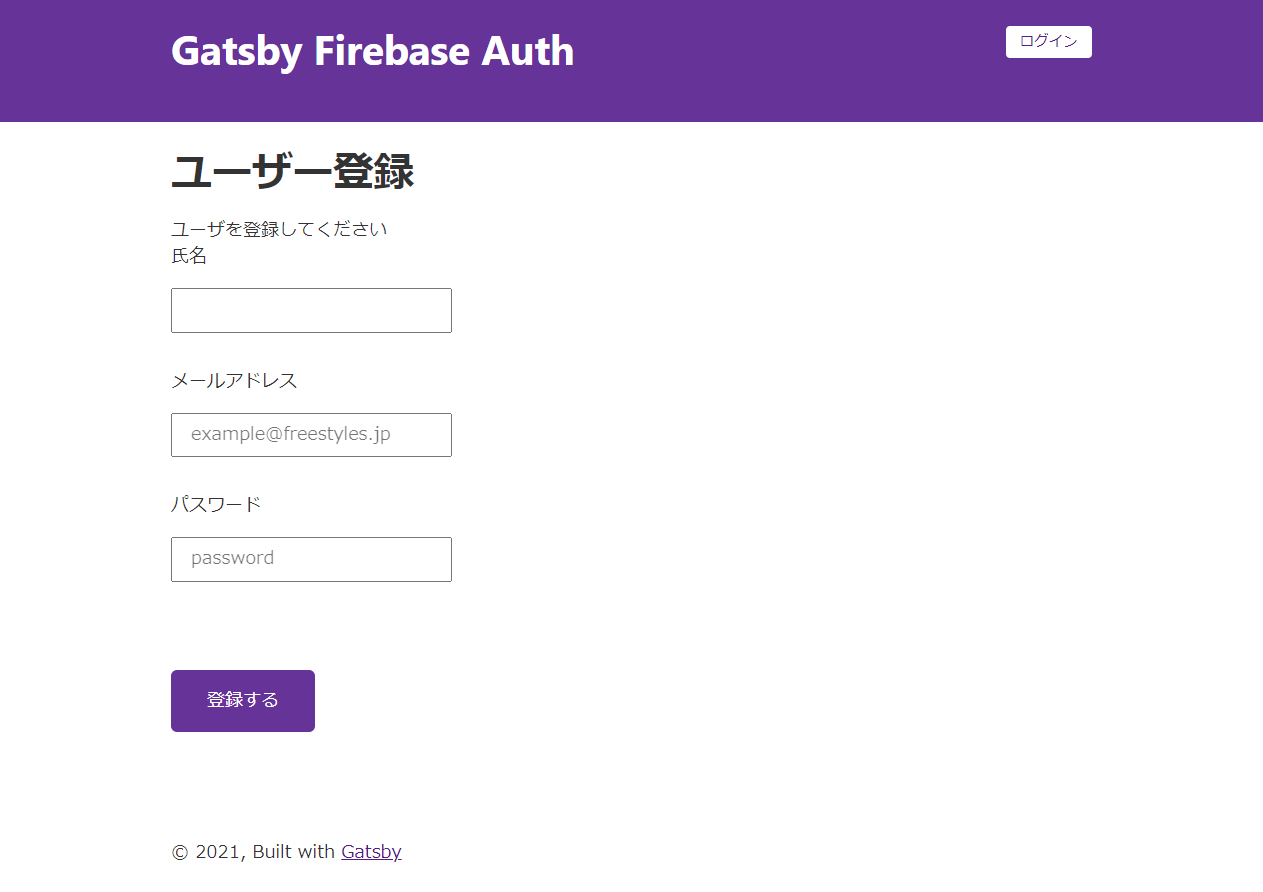 Gatsby Firebase Auth
ログイン
ユーザー登録
ユーザを登録してください
氏名
メールアドレス
example@freestyles.jp
パスワード
password
登録する
© 2021, Built with Gatsby